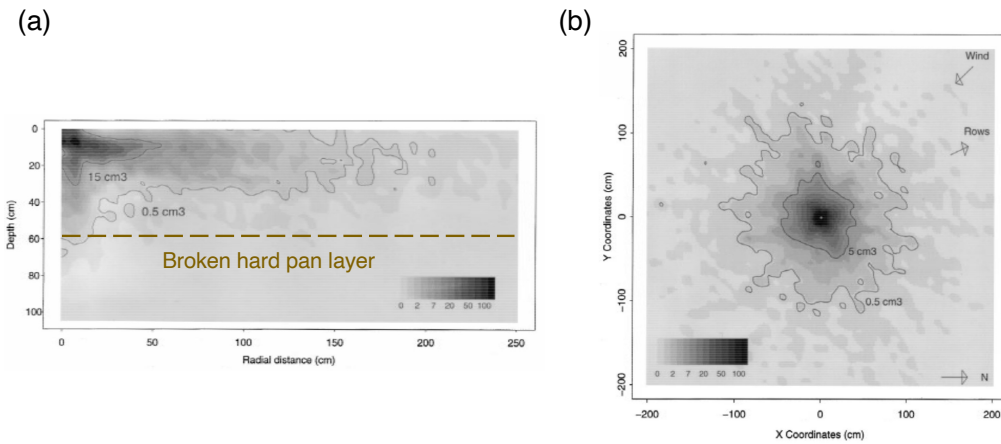 (a)
0
20
40
60
80
100
Depth (cm)
15 cm3
0.5 cm3
Broken hard pan layer
0 2 7 20 50 100
0 50 100 150 200 250
Radial distance (cm)
(b)
200
100
0
−100
−200
Y Coordinates (cm)
Wind
Rows
5 cm3
0.5 cm3
0 2 7 20 50 100
N
−200 −100 0 100 200
X Coordinates (cm)